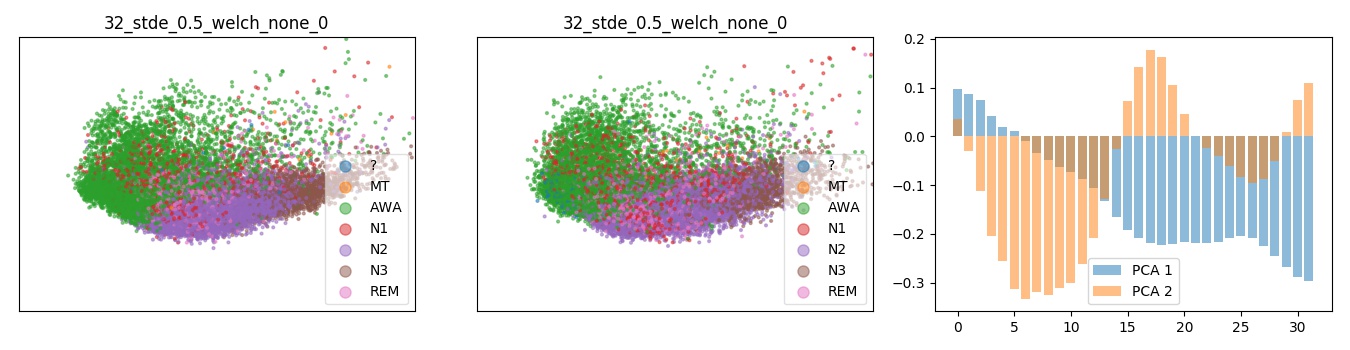 32_stde_0.5_welch_none_0
?
MT
AWA
N1
N2
N3
REM
32_stde_0.5_welch_none_0
?
MT
AWA
N1
N2
N3
REM
0.2
0.1
0.0
−0.1
−0.2
−0.3
PCA 1
PCA 2
0 5 10 15 20 25 30